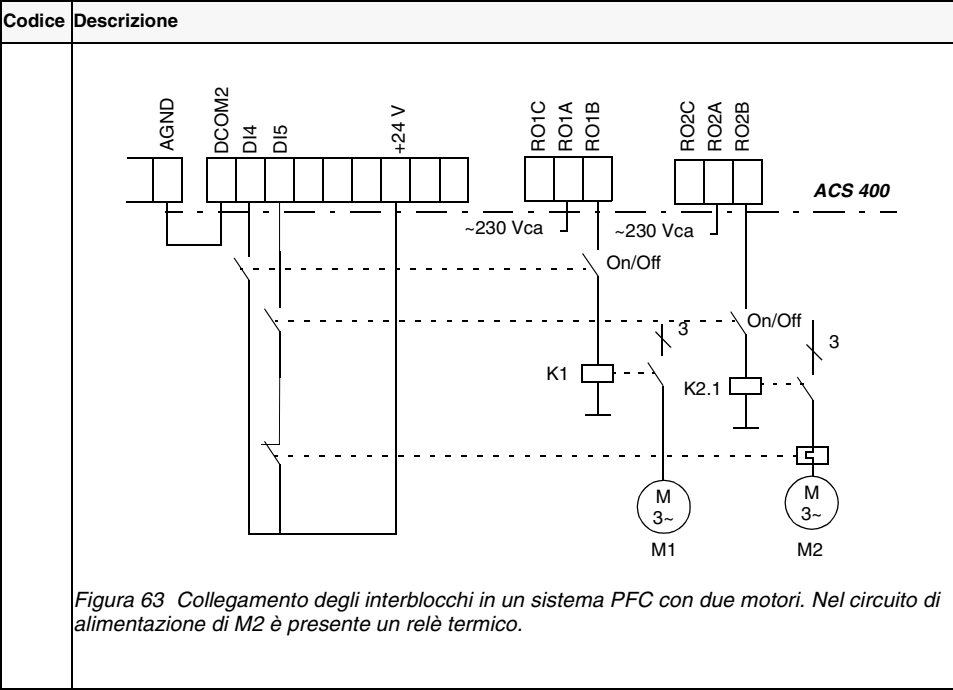 Codice Descrizione
AGND DCOM2 DI4 DI5 +24 V RO1C RO1A RO1B RO2C RO2A RO2B
ACS 400
~230 Vca ~230 Vca
On/Off
On/Off
3
3
K1
K2.1
M
3~
M
3~
M1 M2
Figura 63 Collegamento degli interblocchi in un sistema PFC con due motori. Nel circuito di
alimentazione di M2 è presente un relè termico.